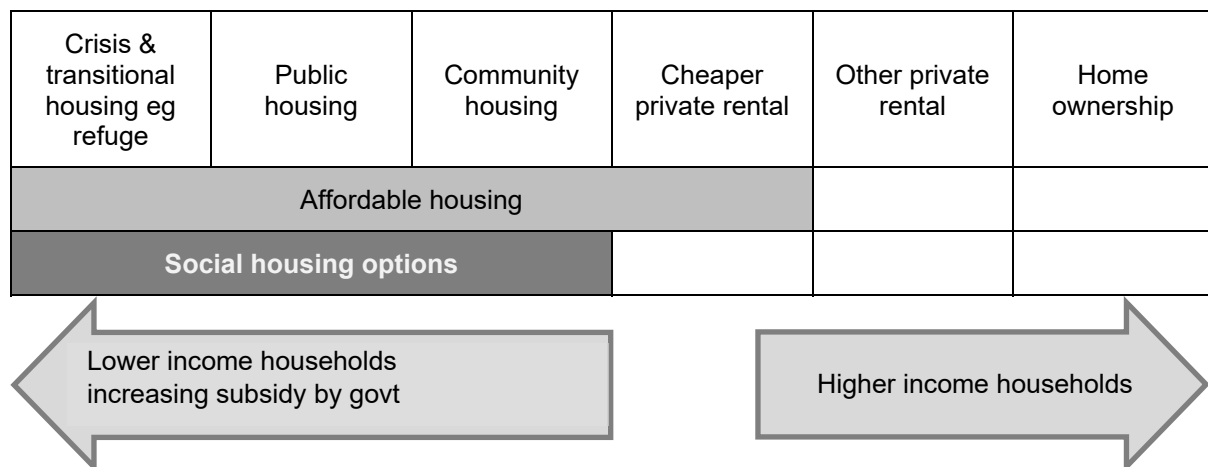 Crisis &
transitional
housing eg
refuge
Public
housing
Community
housing
Cheaper
private rental
Other private
rental
Home
ownership
Affordable housing
Social housing options
Lower income households
increasing subsidy by govt
Higher income households